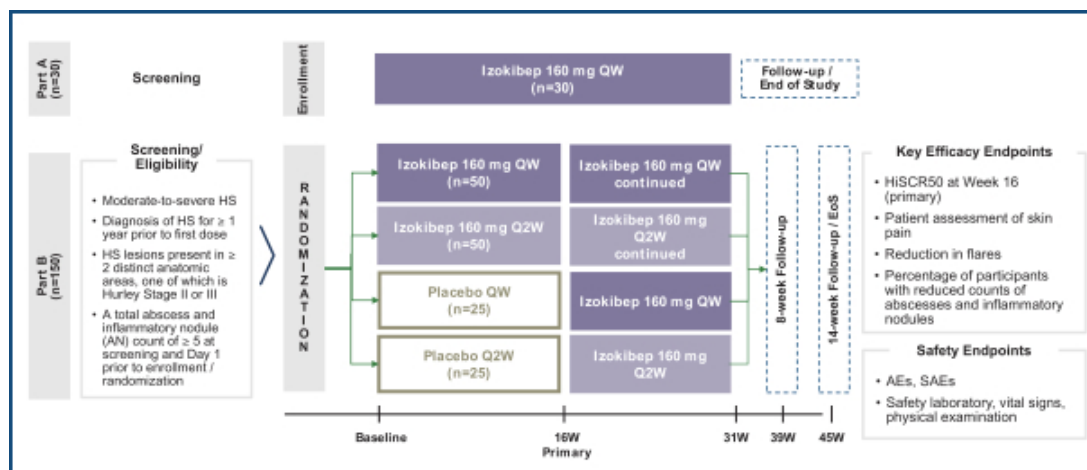 Part A
(n=30)
Screening
Enrollment
Izokibep 160 mg QW
(n=30)
Follow-up /
End of Study
Part B
(n=150)
Screening/
Eligibility
• Moderate-to-severe HS
• Diagnosis of HS for ≥ 1
year prior to first dose
• HS lesions present in ≥
2 distinct anatomic
areas, one of which is
Hurley Stage II or III
• A total abscess and
inflammatory nodule
(AN) count of ≥ 5 at
screening and Day 1
prior to enrollment /
randomization
RANDOMIZATION
Izokibep 160 mg QW
(n=50)
Izokibep 160 mg QW
continued
Izokibep 160 mg Q2W
(n=50)
Izokibep 160 mg
Q2W
continued
Placebo QW
(n=25)
Izokibep 160 mg QW
Placebo Q2W
(n=25)
Izokibep 160 mg
Q2W
8-week Follow-up
14-week Follow-up / EoS
Key Efficacy Endpoints
• HiSCR50 at Week 16
(primary)
• Patient assessment of skin
pain
• Reduction in flares
• Percentage of participants
with reduced counts of
abscesses and inflammatory
nodules
Safety Endpoints
• AEs, SAEs
• Safety laboratory, vital signs,
physical examination
Baseline
16W
Primary
31W
39W
45W